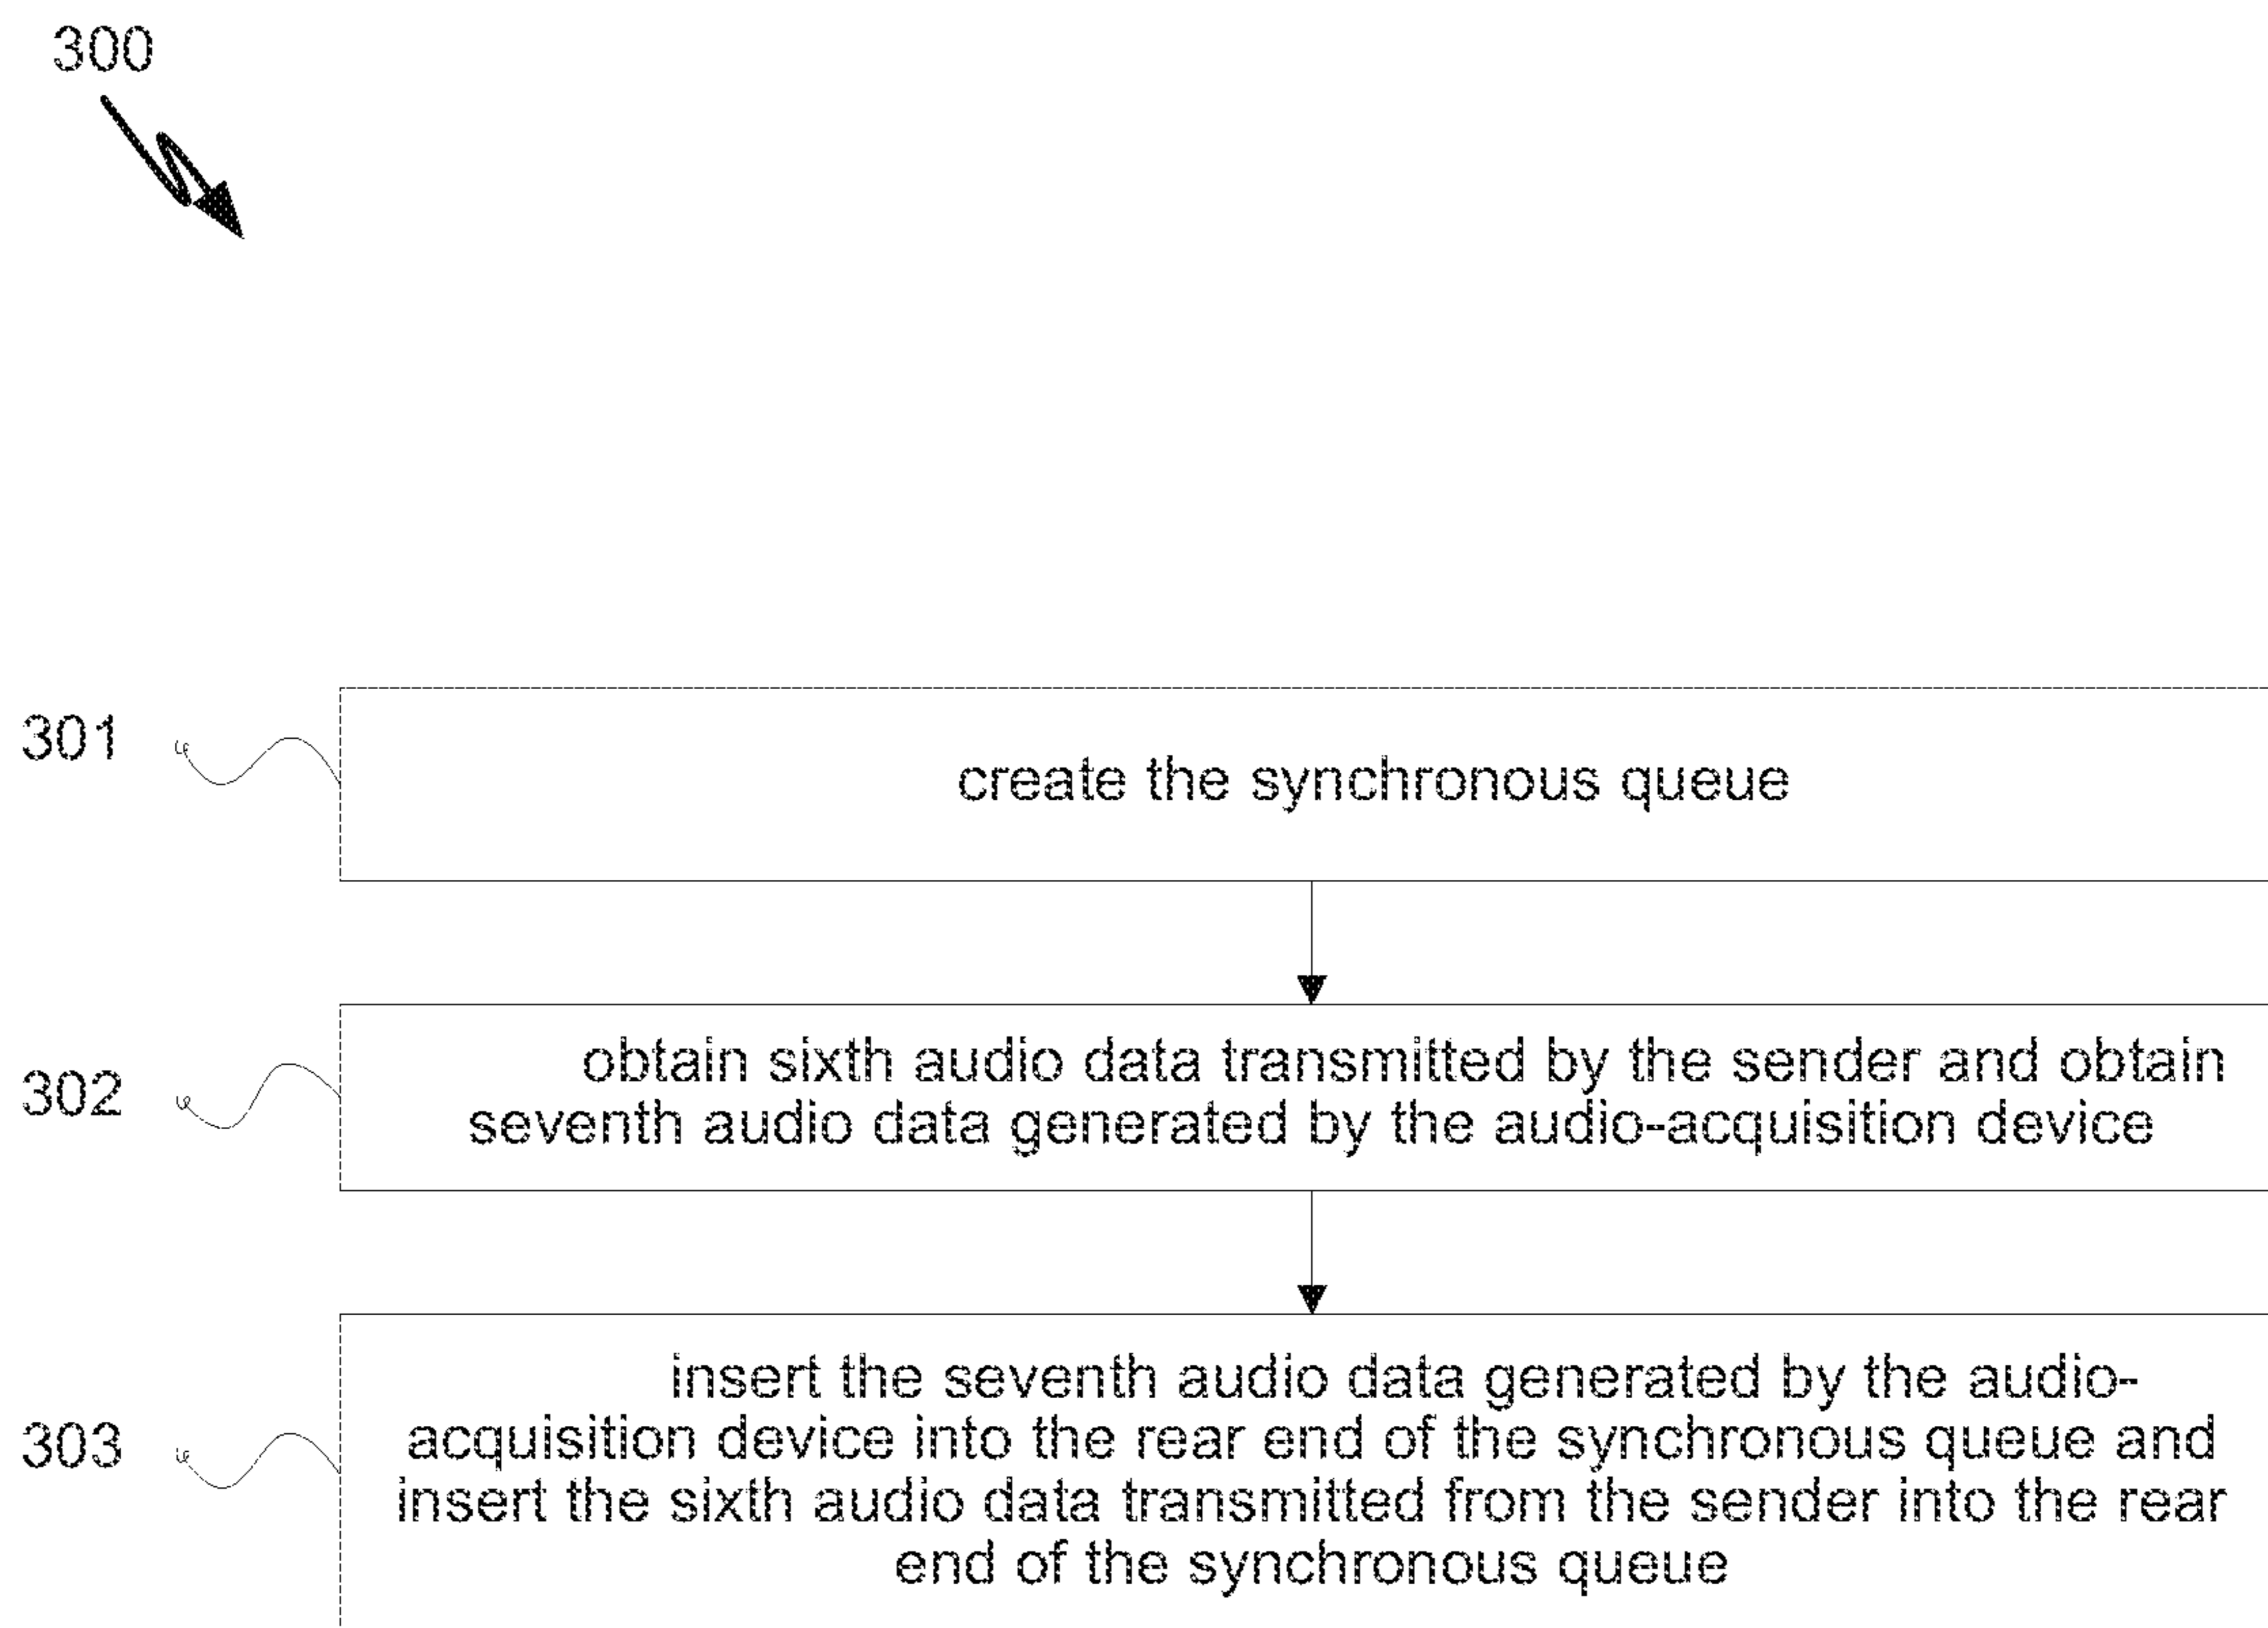 300
301
create the synchronous queue
302
obtain sixth audio data transmitted by the sender and obtain
seventh audio data generated by the audio-acquisition device
303
insert the seventh audio data generated by the audio-
acquisition device into the rear end of the synchronous queue and
insert the sixth audio data transmitted from the sender into the rear
end of the synchronous queue